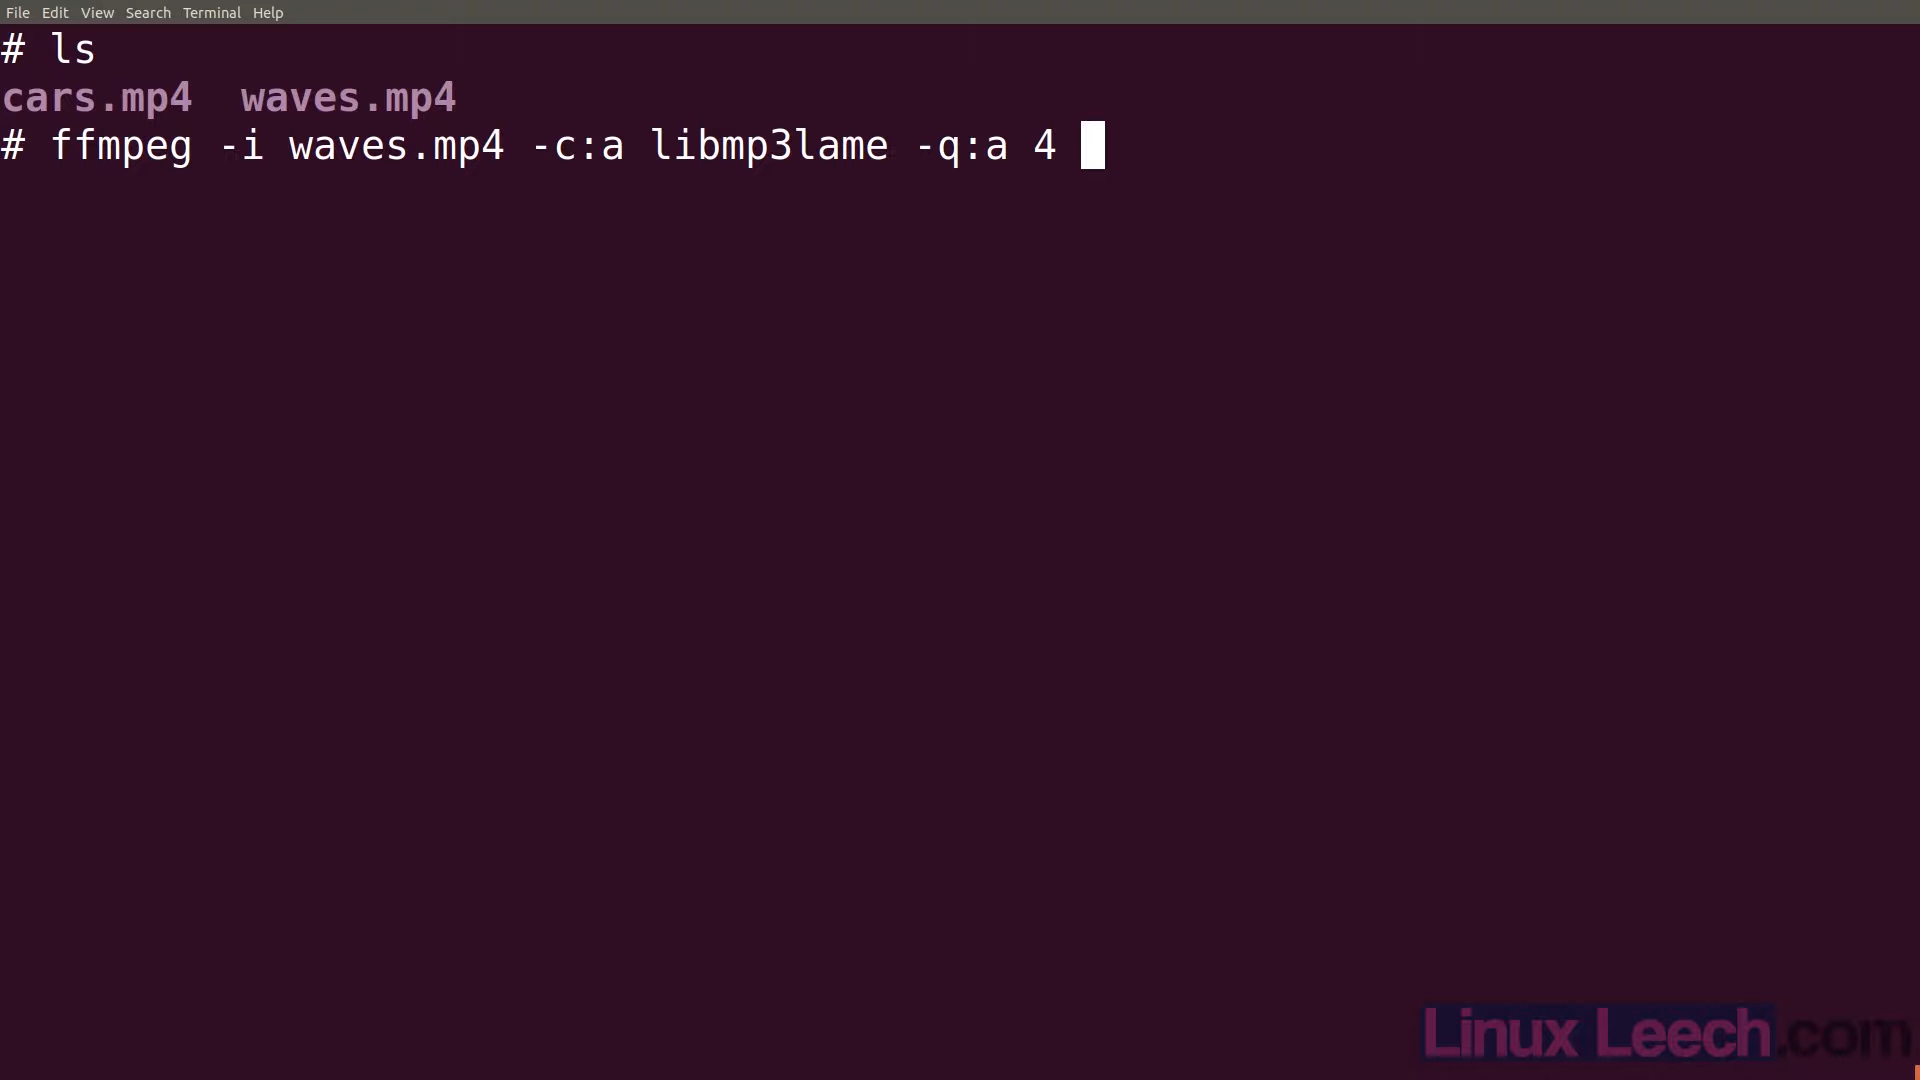 File Edit View Search Terminal Help
# ls
cars.mp4 waves.mp4
# ffmpeg -i waves.mp4 -c:a libmp3lame -q:a 4
Linux Leech.com